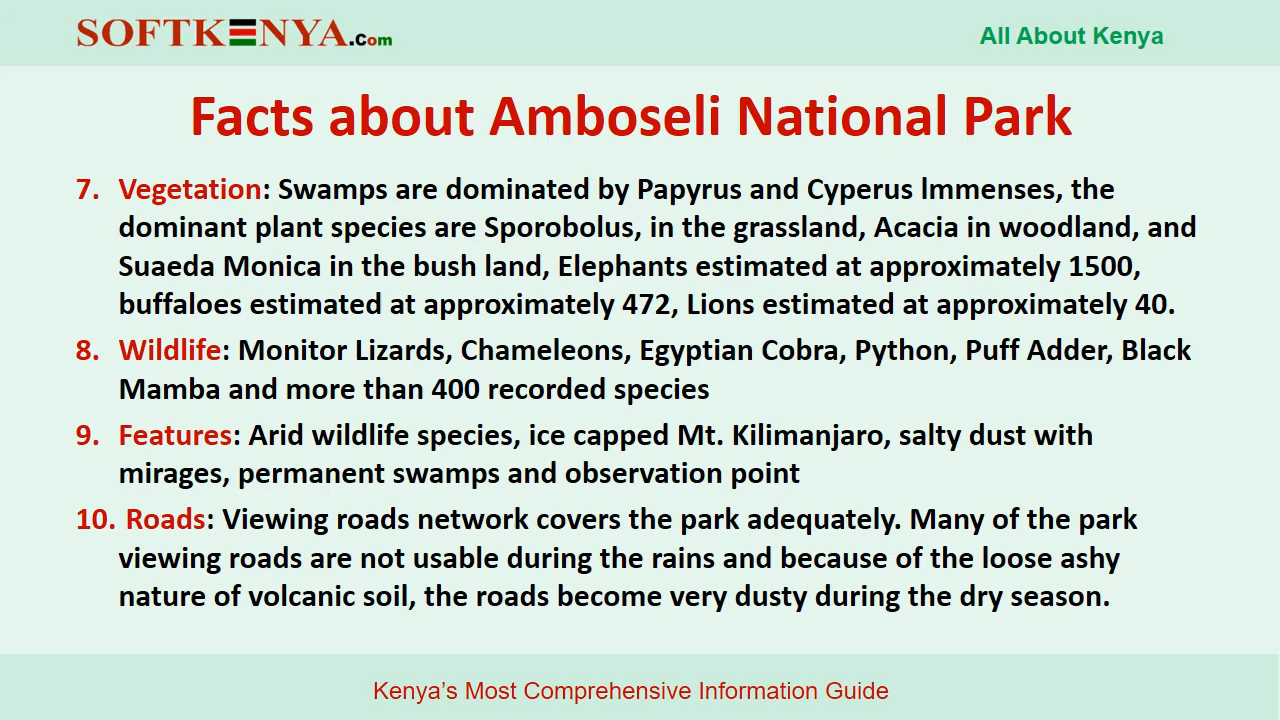 SOFTKENYA.Com
All About Kenya
Facts about Amboseli National Park
7. Vegetation: Swamps are dominated by Papyrus and Cyperus lmmenses, the
dominant plant species are Sporobolus, in the grassland, Acacia in woodland, and
Suaeda Monica in the bush land, Elephants estimated at approximately 1500,
buffaloes estimated at approximately 472, Lions estimated at approximately 40.
8. Wildlife: Monitor Lizards, Chameleons, Egyptian Cobra, Python, Puff Adder, Black
Mamba and more than 400 recorded species
9. Features: Arid wildlife species, ice capped Mt. Kilimanjaro, salty dust with
mirages, permanent swamps and observation point
10. Roads: Viewing roads network covers the park adequately. Many of the park
viewing roads are not usable during the rains and because of the loose ashy
nature of volcanic soil, the roads become very dusty during the dry season.
Kenya's Most Comprehensive Information Guide